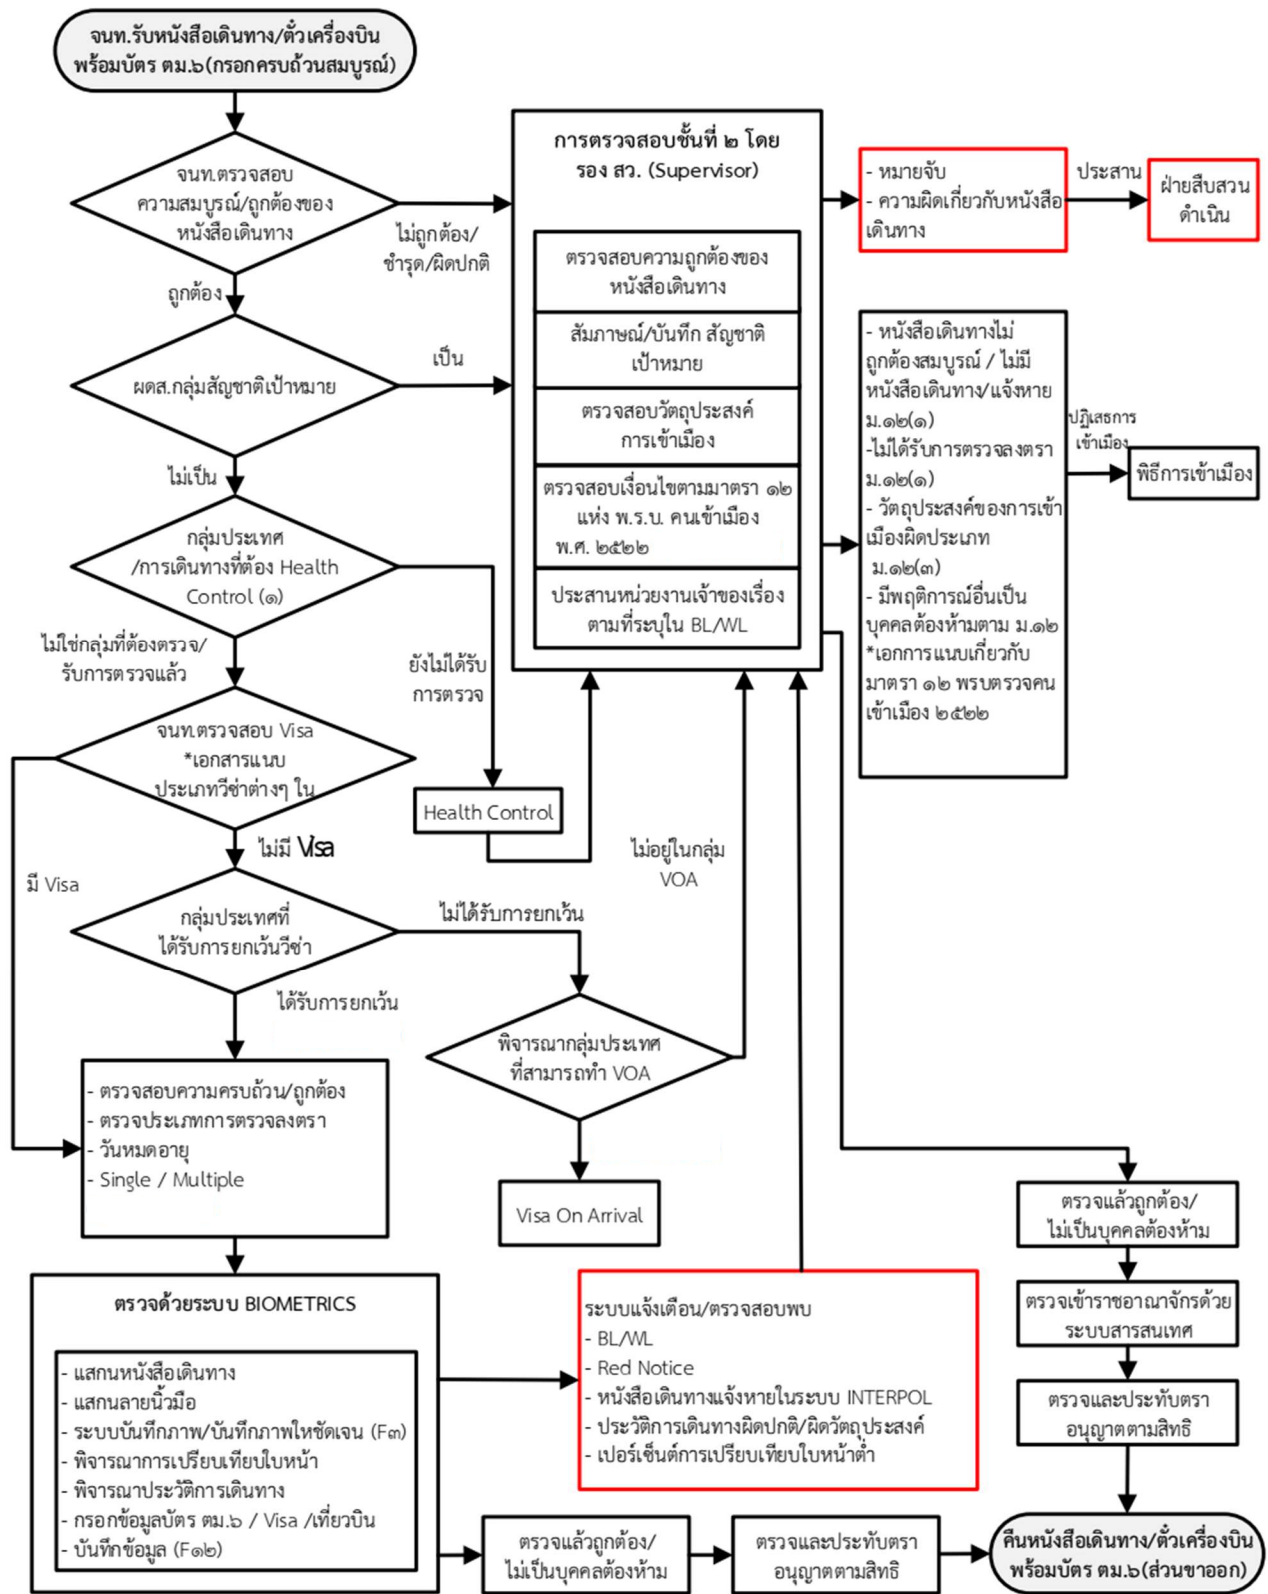 จนท.รับหนังสือเดินทาง/ตั๋วเครื่องบิน
พร้อมบัตร ตม.๖(กรอกครบถ้วนสมบูรณ์)
จนท.ตรวจสอบ
ความสมบูรณ์/ถูกต้องของ
หนังสือเดินทาง
ไม่ถูกต้อง/
ชำรุด/ผิดปกติ
ถูกต้อง
ผดส.กลุ่มสัญชาติเป้าหมาย
เป็น
ไม่เป็น
กลุ่มประเทศ
/การเดินทางที่ต้อง Health
Control (๑)
ไม่ใช่กลุ่มที่ต้องตรวจ/
รับการตรวจแล้ว
ยังไม่ได้รับ
การตรวจ
จนท.ตรวจสอบ Visa
*เอกสารแนบ
ประเภทวีซ่าต่างๆ ใน
Health Control
มี Visa
ไม่มี Visa
กลุ่มประเทศที่
ได้รับการยกเว้นวีซ่า
ไม่ได้รับการยกเว้น
ได้รับการยกเว้น
พิจารณากลุ่มประเทศ
ที่สามารถทำ VOA
ไม่อยู่ในกลุ่ม
VOA
Visa On Arrival
- ตรวจสอบความครบถ้วน/ถูกต้อง
- ตรวจประเภทการตรวจลงตรา
- วันหมดอายุ
- Single / Multiple
ตรวจด้วยระบบ BIOMETRICS
- แสกนหนังสือเดินทาง
- แสกนลายนิ้วมือ
- ระบบบันทึกภาพ/บันทึกภาพให้ชัดเจน (F๓)
- พิจารณาการเปรียบเทียบใบหน้า
- พิจารณาประวัติการเดินทาง
- กรอกข้อมูลบัตร ตม.๖ / Visa /เที่ยวบิน
- บันทึกข้อมูล (F๑๒)
การตรวจสอบชั้นที่ ๒ โดย
รอง สว. (Supervisor)
ตรวจสอบความถูกต้องของ
หนังสือเดินทาง
สัมภาษณ์/บันทึก สัญชาติ
เป้าหมาย
ตรวจสอบวัตถุประสงค์
การเข้าเมือง
ตรวจสอบเงื่อนไขตามมาตรา ๑๒
แห่ง พ.ร.บ. คนเข้าเมือง
พ.ศ. ๒๕๒๒
ประสานหน่วยงานเจ้าของเรื่อง
ตามที่ระบุใน BL/WL
- หมายจับ
- ความผิดเกี่ยวกับหนังสือ
เดินทาง
ประสาน
ฝ่ายสืบสวน
ดำเนิน
- หนังสือเดินทางไม่
ถูกต้องสมบูรณ์ / ไม่มี
หนังสือเดินทาง/แจ้งหาย
ม.๑๒(๑)
-ไม่ได้รับการตรวจลงตรา
ม.๑๒(๑)
- วัตถุประสงค์ของการเข้า
เมืองผิดประเภท
ม.๑๒(๓)
- มีพฤติการณ์อื่นเป็น
บุคคลต้องห้ามตาม ม.๑๒
*เอกการแนบเกี่ยวกับ
มาตรา ๑๒ พรบตรวจคน
เข้าเมือง ๒๕๒๒
ปฏิเสธการ
เข้าเมือง
พิธีการเข้าเมือง
ระบบแจ้งเตือน/ตรวจสอบพบ
- BL/WL
- Red Notice
- หนังสือเดินทางแจ้งหายในระบบ INTERPOL
- ประวัติการเดินทางผิดปกติ/ผิดวัตถุประสงค์
- เปอร์เซ็นต์การเปรียบเทียบใบหน้าต่ำ
ตรวจแล้วถูกต้อง/
ไม่เป็นบุคคลต้องห้าม
ตรวจเข้าราชอาณาจักรด้วย
ระบบสารสนเทศ
ตรวจและประทับตรา
อนุญาตตามสิทธิ
ตรวจแล้วถูกต้อง/
ไม่เป็นบุคคลต้องห้าม
ตรวจและประทับตรา
อนุญาตตามสิทธิ
คืนหนังสือเดินทาง/ตั๋วเครื่องบิน
พร้อมบัตร ตม.๖(ส่วนขาออก)